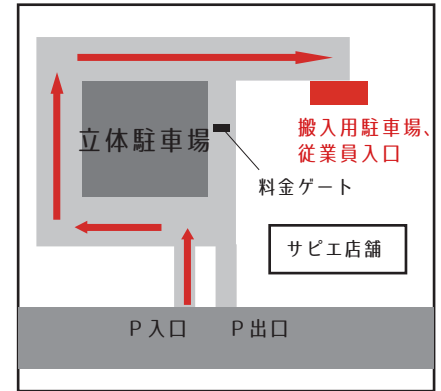 立体駐車場
搬入用駐車場、
従業員入口
料金ゲート
サピエ店舗
P入口
P出口